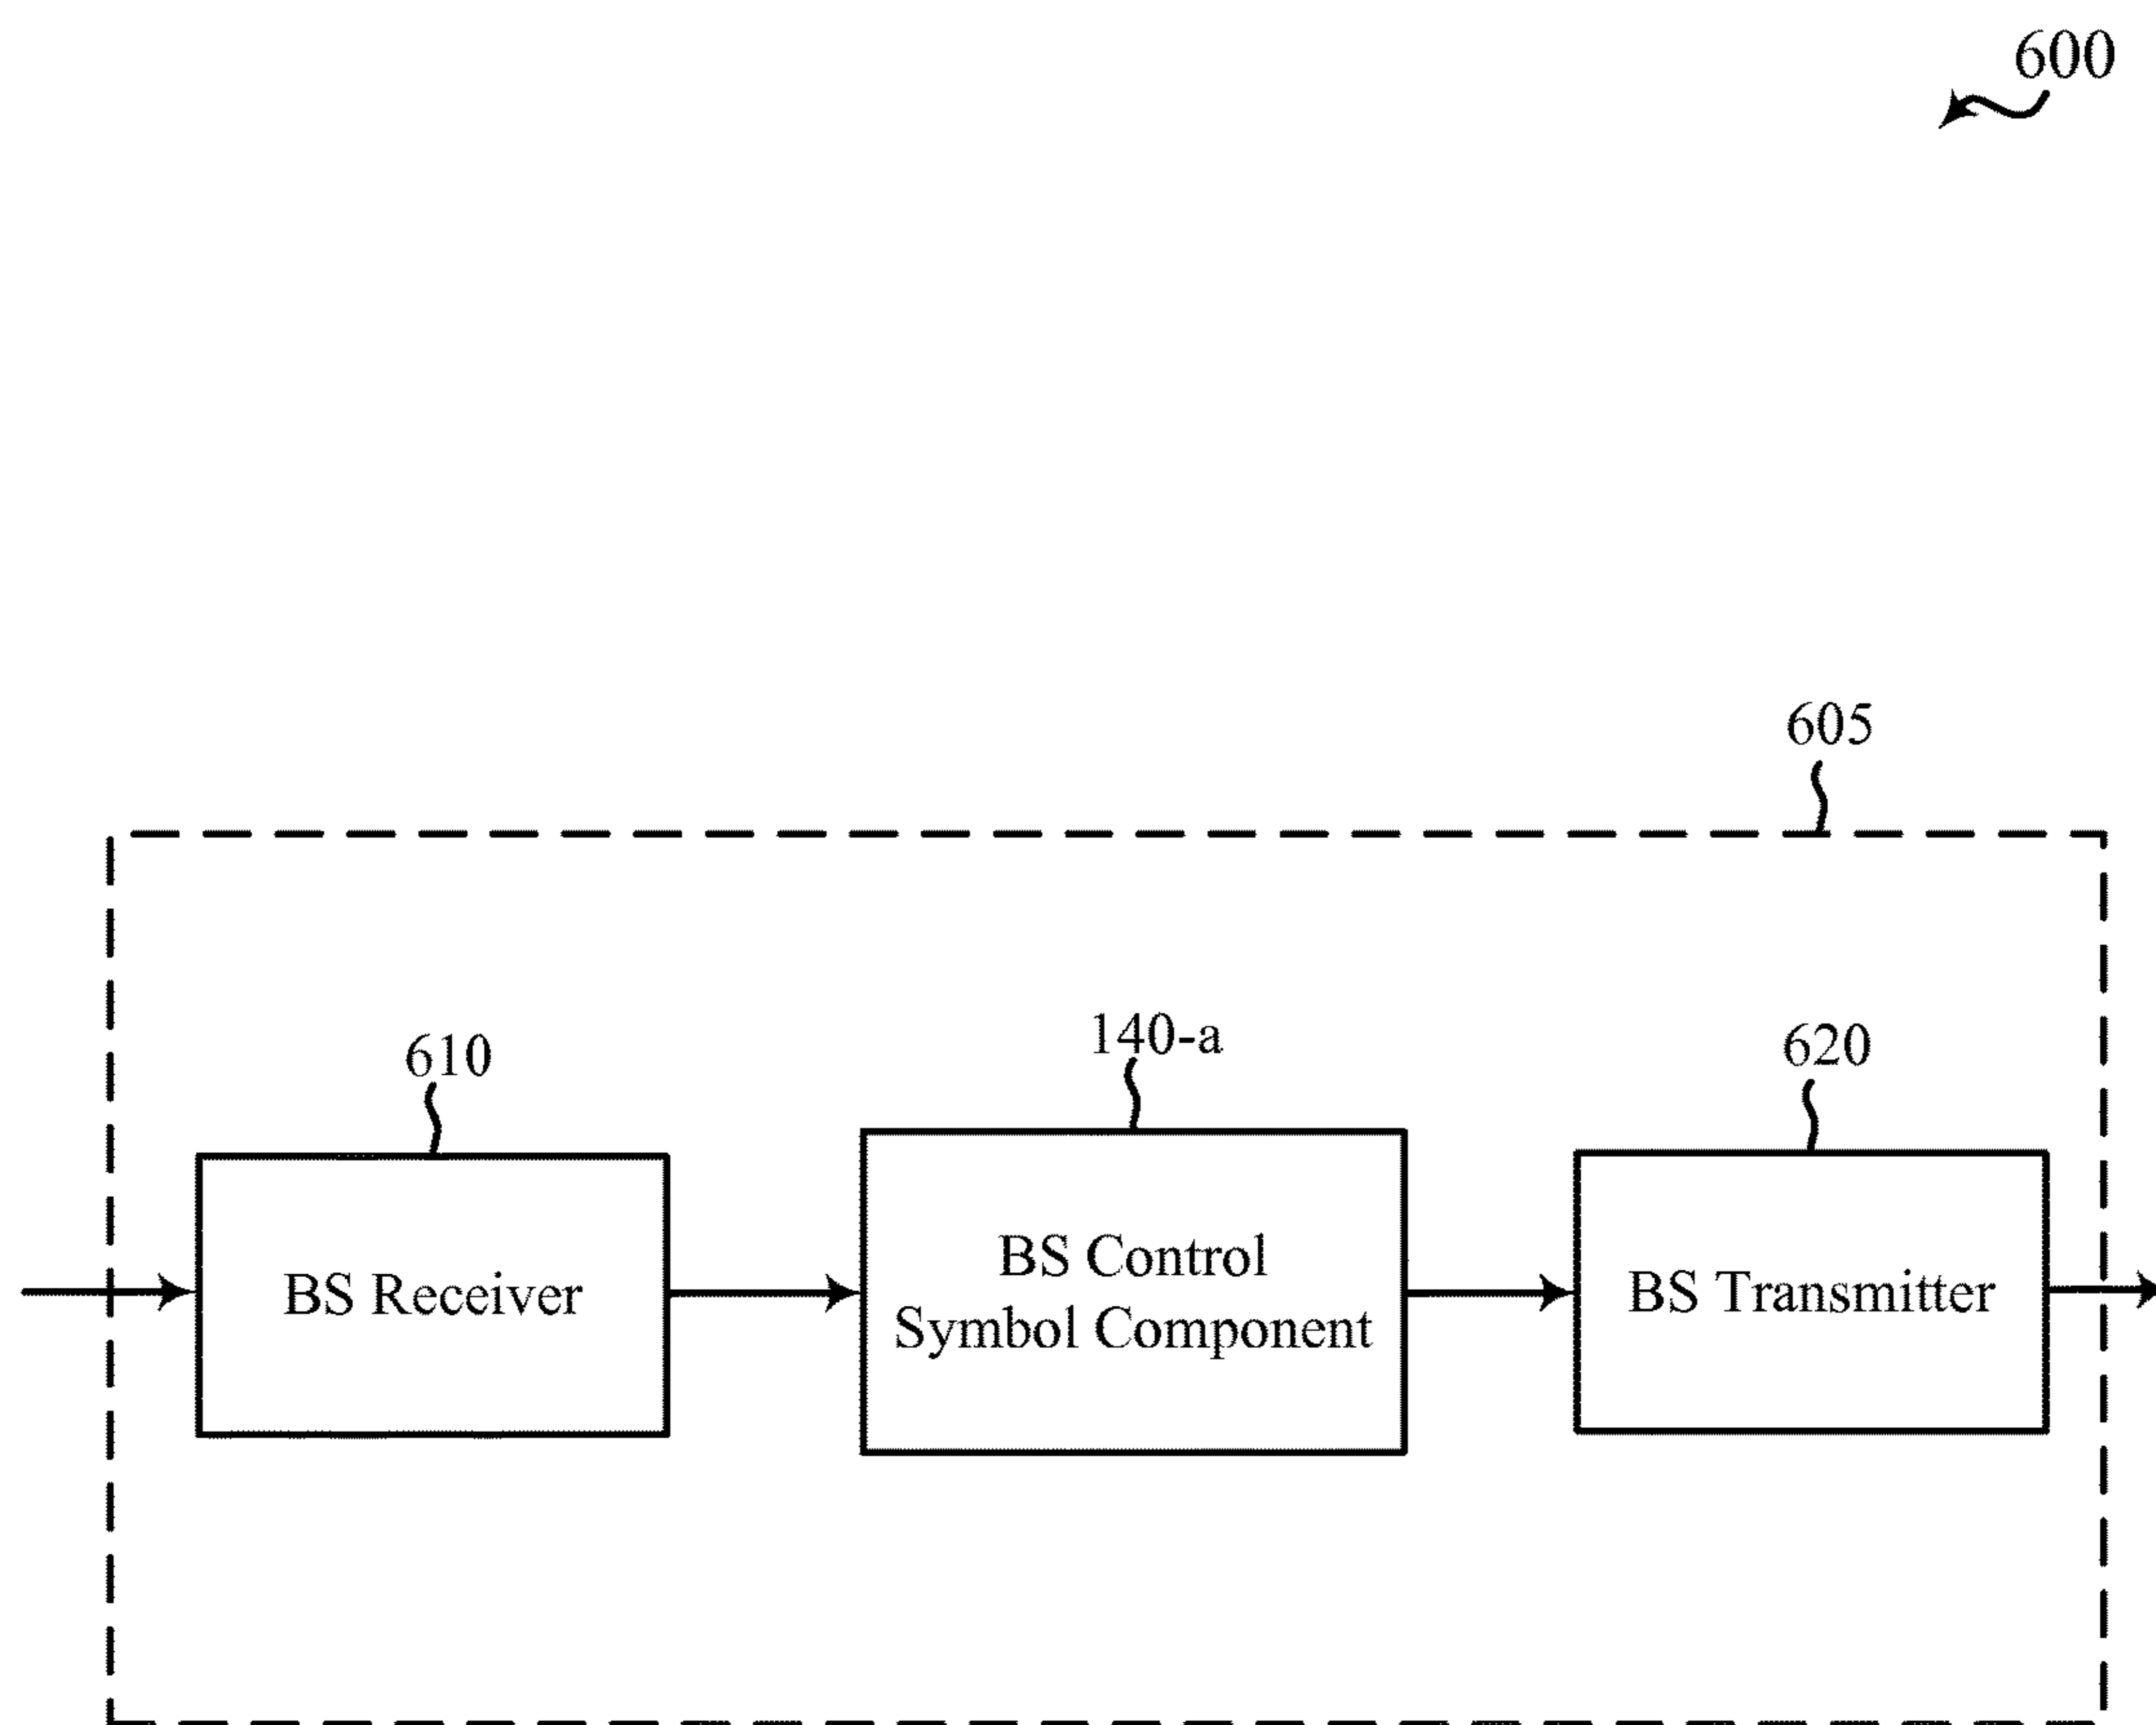 600
605
610
140-a
620
BS Receiver
BS Control
Symbol Component
BS Transmitter